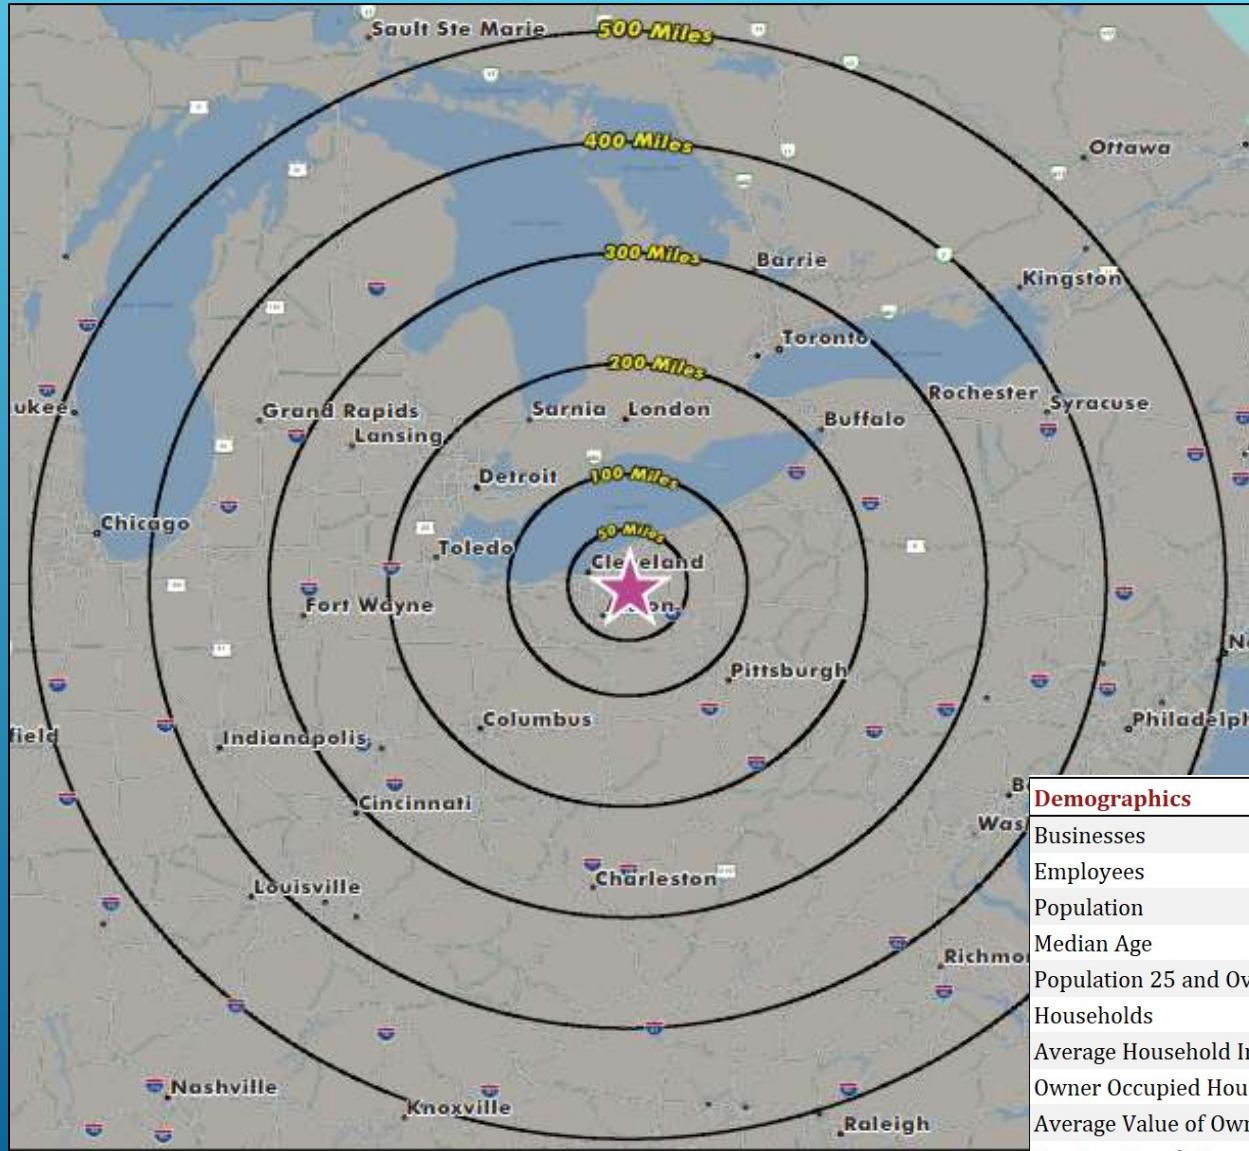 Sault Ste Marie
500 Miles
400 Miles
Ottawa
300 Miles
Barrie
Kingston
Toronto
200 Miles
ukee
Grand Rapids
Sarnia
London
Rochester
Syracuse
Lansing
Buffalo
Detroit
100 Miles
Chicago
50 Miles
Toledo
Cleveland
Fort Wayne
Pittsburgh
Columbus
Philadelph
field
Indianapolis
Cincinnati
Charleston
Louisville
Richmo
Nashville
Knoxville
Raleigh
Demographics
Businesses
Employees
Population
Median Age
Population 25 and Ov
Households
Average Household In
Owner Occupied Hou
Average Value of Own